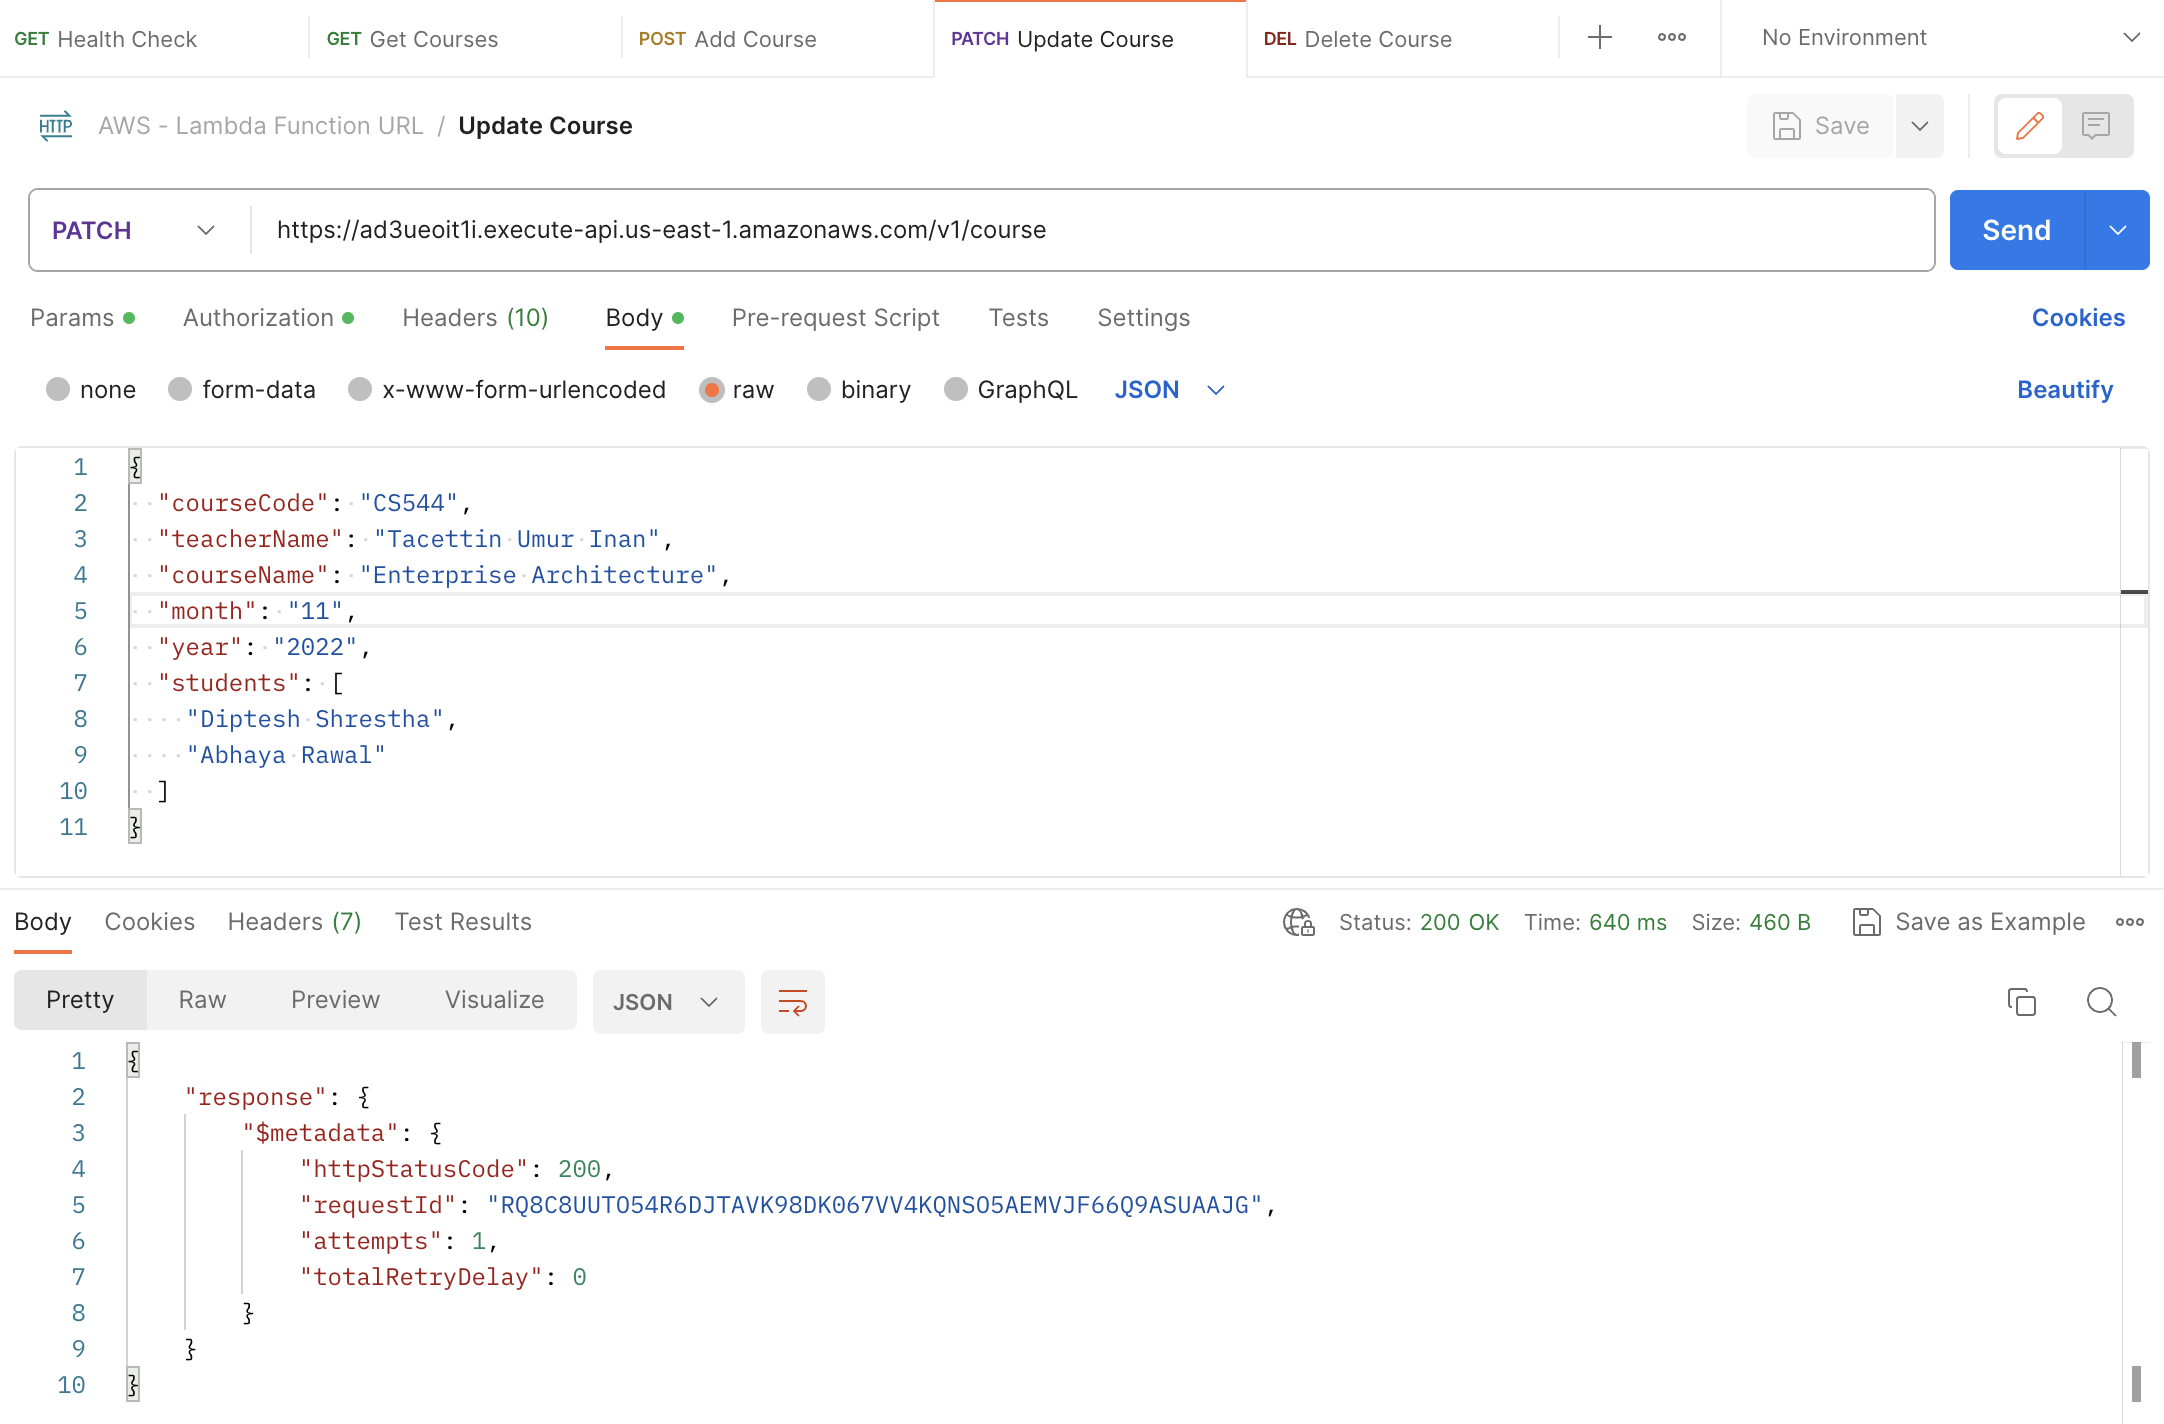 GET Health Check GET Get Courses POST Add Course PATCH Update Course DEL Delete Course No Environment
HTTP AWS - Lambda Function URL / Update Course Save
PATCH https://ad3ueoit1i.execute-api.us-east-1.amazonaws.com/v1/course Send
Params Authorization Headers (10) Body Pre-request Script Tests Settings Cookies
none form-data x-www-form-urlencoded raw binary GraphQL JSON Beautify
1 {
2 "courseCode": "CS544",
3 "teacherName": "Tacettin Umur Inan",
4 "courseName": "Enterprise Architecture",
5 "month": "11",
6 "year": "2022",
7 "students": [
8 "Diptesh Shrestha",
9 "Abhaya Rawal"
10 ]
11 }
Body Cookies Headers (7) Test Results Status: 200 OK Time: 640 ms Size: 460 B Save as Example
Pretty Raw Preview Visualize JSON
1 {
2 "response": {
3 "$metadata": {
4 "httpStatusCode": 200,
5 "requestId": "RQ8C8UUTO54R6DJTAVK98DK067VV4KQNSO5AEMVJF66Q9ASUAAJG",
6 "attempts": 1,
7 "totalRetryDelay": 0
8 }
9 }
10 }